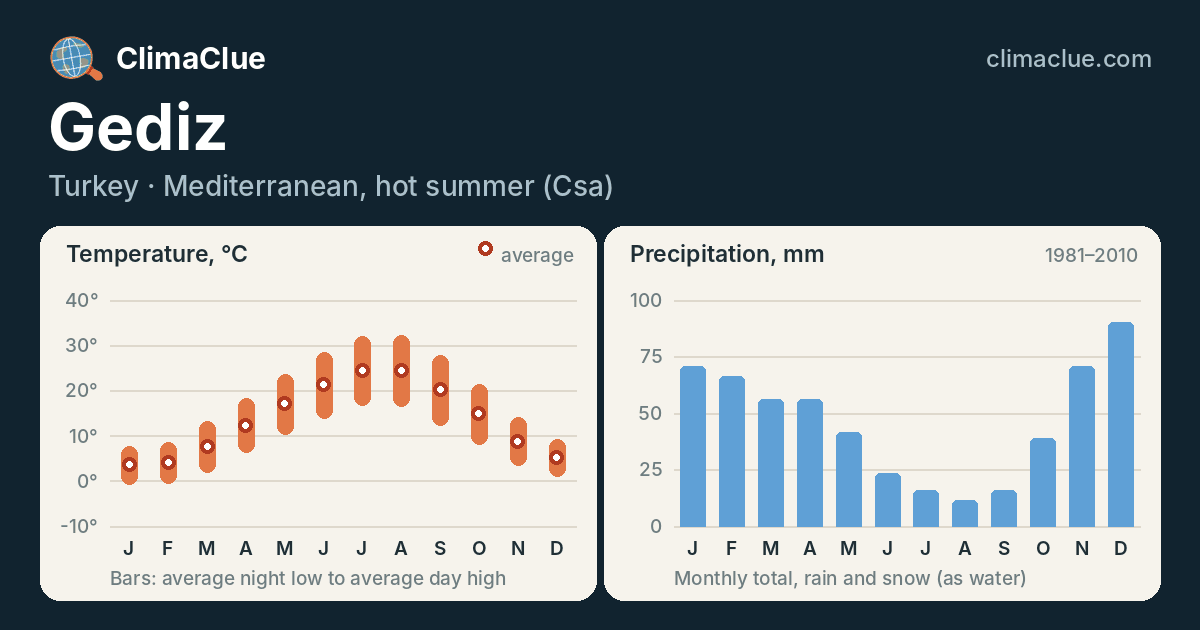 ClimaClue
climaclue.com
Gediz
Turkey · Mediterranean, hot summer (Csa)
Temperature, °C
average
40°
30°
20°
10°
0°
-10°
J F M A M J J A S O N D
Bars: average night low to average day high
Precipitation, mm
1981–2010
100
75
50
25
0
J F M A M J J A S O N D
Monthly total, rain and snow (as water)